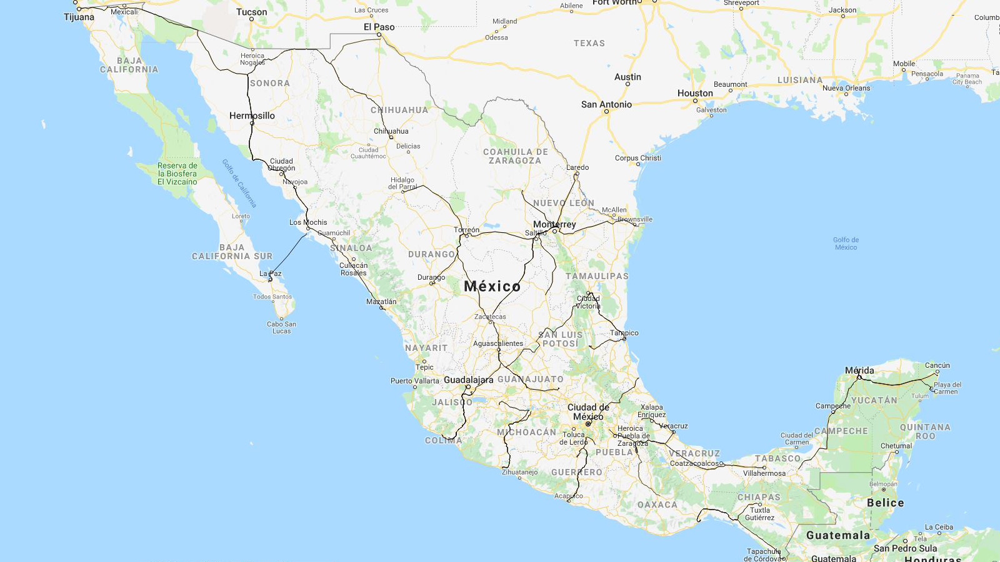 Tijuana
Mexicali
Tucson
Las Cruces
El Paso
Abilene
Fort Worth
Midland
Odessa
Shreveport
Jackson
Columb
TEXAS
BAJA
CALIFORNIA
Heroica
Nogales
SONORA
Hermosillo
CHIHUAHUA
Chihuahua
Delicias
Ciudad
Cuauhtémoc
Austin
San Antonio
Houston
Beaumont
Galveston
LUISIANA
Nueva Orleans
Mobile
Pensacola
Panama
City Beach
Ta
COAHUILA DE
ZARAGOZA
Corpus Christi
Laredo
Reserva de
la Biosfera
El Vizcaíno
Golfo de California
Ciudad
Obregón
Navojoa
Hidalgo
del Parral
NUEVO LEÓN
McAllen
Brownsville
Monterrey
Saltillo
Torreón
Loreto
Los Mochis
Guamúchil
BAJA
CALIFORNIA SUR
SINALOA
Culiacán
Rosales
DURANGO
Durango
Golfo de
México
La Paz
Todos Santos
Cabo San
Lucas
Mazatlán
México
TAMAULIPAS
Ciudad
Victoria
Zacatecas
Tampico
SAN LUIS
POTOSÍ
Aguascalientes
NAYARIT
Tepic
Puerto Vallarta
Guadalajara
GUANAJUATO
JALISCO
Ciudad de
México
Xalapa
Enríquez
Veracruz
COLIMA
MICHOACÁN
Toluca
de Lerdo
Heroica
Puebla de
Zaragoza
PUEBLA
VERACRUZ
Coatzacoalcos
Zihuatanejo
GUERRERO
Acapulco
OAXACA
Villahermosa
TABASCO
Ciudad del
Carmen
CAMPECHE
Campeche
Mérida
Cancún
Playa del
Carmen
Tulum
YUCATÁN
QUINTANA
ROO
Chetumal
Belmopán
Belice
CHIAPAS
Tuxtla
Gutiérrez
Guatemala
La Ceiba
Tela
San Pedro Sula
Tapachula
de Córdova
Guatemala
Honduras